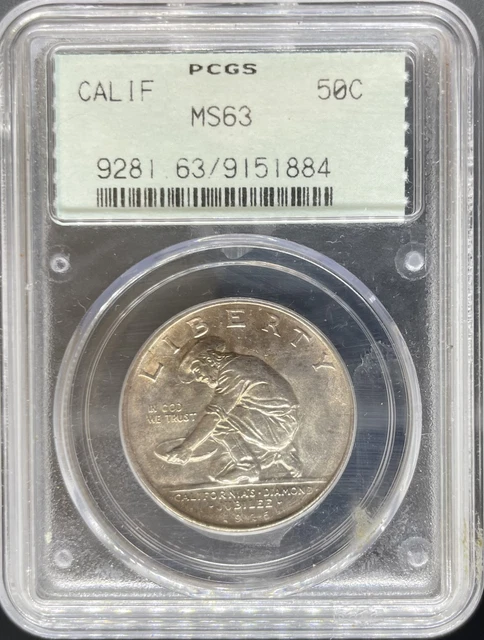 PCGS
CALIF 50C
MS63
9281.63/9151884
LIBERTY
IN GOD
WE TRUST
CALIFORNIA'S·DIAMOND
·JUBILEE·